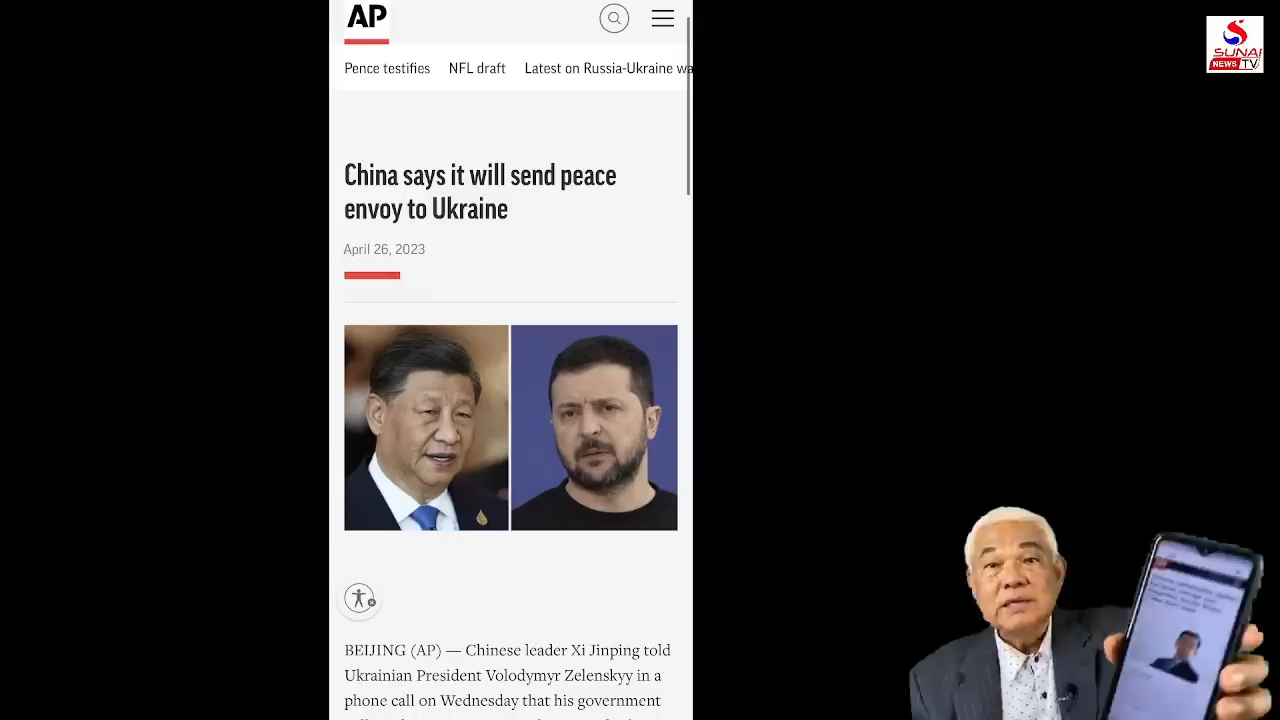 AP
Pence testifies NFL draft Latest on Russia-Ukraine wa
China says it will send peace
envoy to Ukraine
April 26, 2023
BEIJING (AP) — Chinese leader Xi Jinping told
Ukrainian President Volodymyr Zelenskyy in a
phone call on Wednesday that his government
SUNAI
NEWS TV